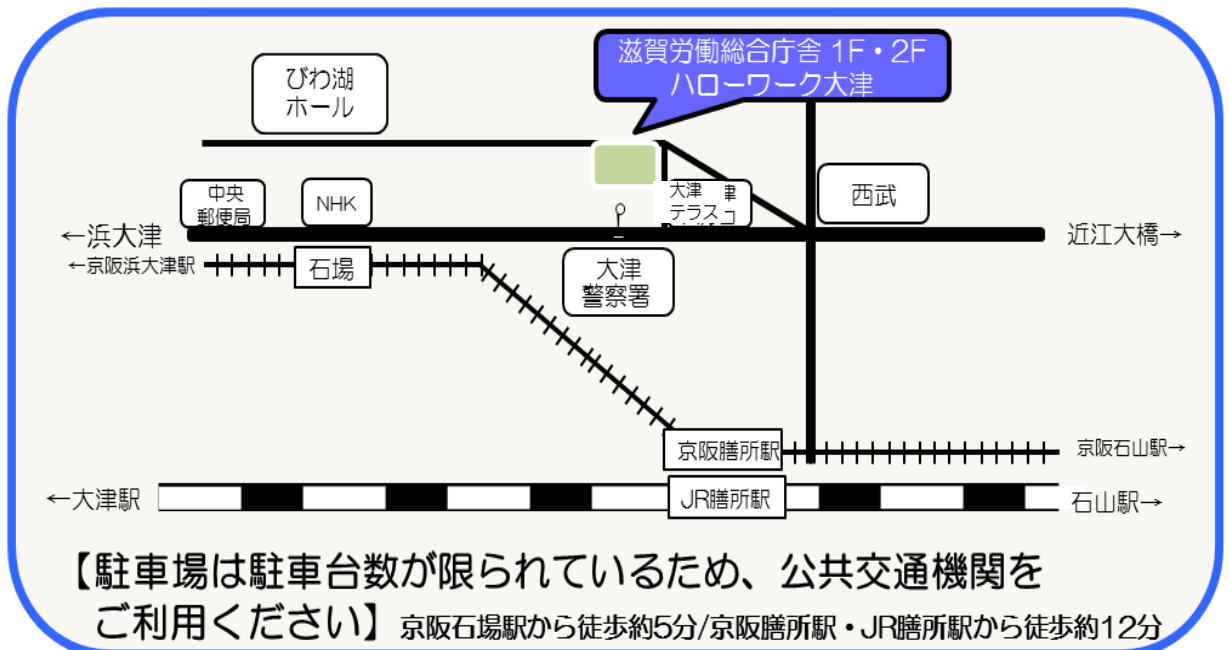 滋賀労働総合庁舎 1F・2F
ハローワーク大津
びわ湖
ホール
中央
郵便局
NHK
大津
テラス
西武
←浜大津
近江大橋→
←京阪浜大津駅
石場
大津
警察署
京阪膳所駅
京阪石山駅→
←大津駅
JR膳所駅
石山駅→
【駐車場は駐車台数が限られているため、公共交通機関を
ご利用ください】京阪石場駅から徒歩約5分/京阪膳所駅・JR膳所駅から徒歩約12分